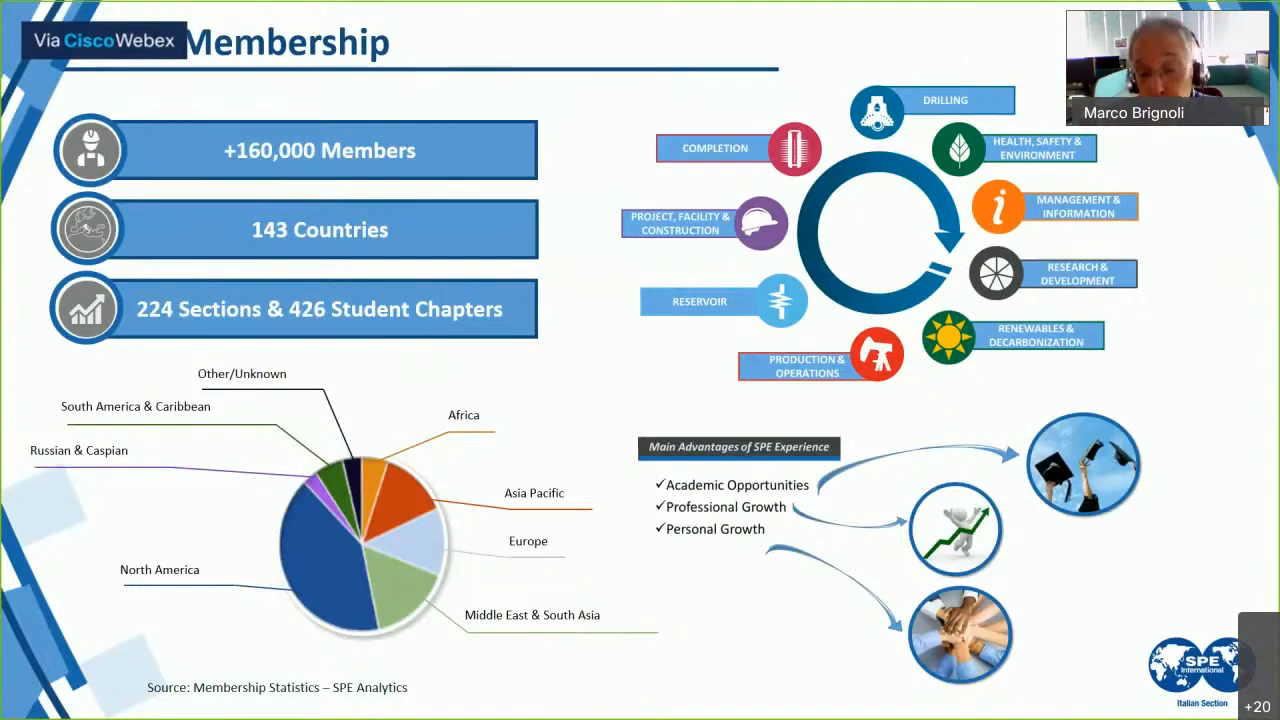 Via Cisco Webex
Membership
Marco Brignoli
+160,000 Members
143 Countries
224 Sections & 426 Student Chapters
DRILLING
COMPLETION
HEALTH, SAFETY &
ENVIRONMENT
PROJECT, FACILITY &
CONSTRUCTION
MANAGEMENT &
INFORMATION
RESEARCH &
DEVELOPMENT
RESERVOIR
RENEWABLES &
DECARBONIZATION
PRODUCTION &
OPERATIONS
Other/Unknown
South America & Caribbean
Africa
Russian & Caspian
Asia Pacific
Europe
North America
Middle East & South Asia
Main Advantages of SPE Experience
✓Academic Opportunities
✓Professional Growth
✓Personal Growth
Source: Membership Statistics – SPE Analytics
SPE
International
Italian Section
+20